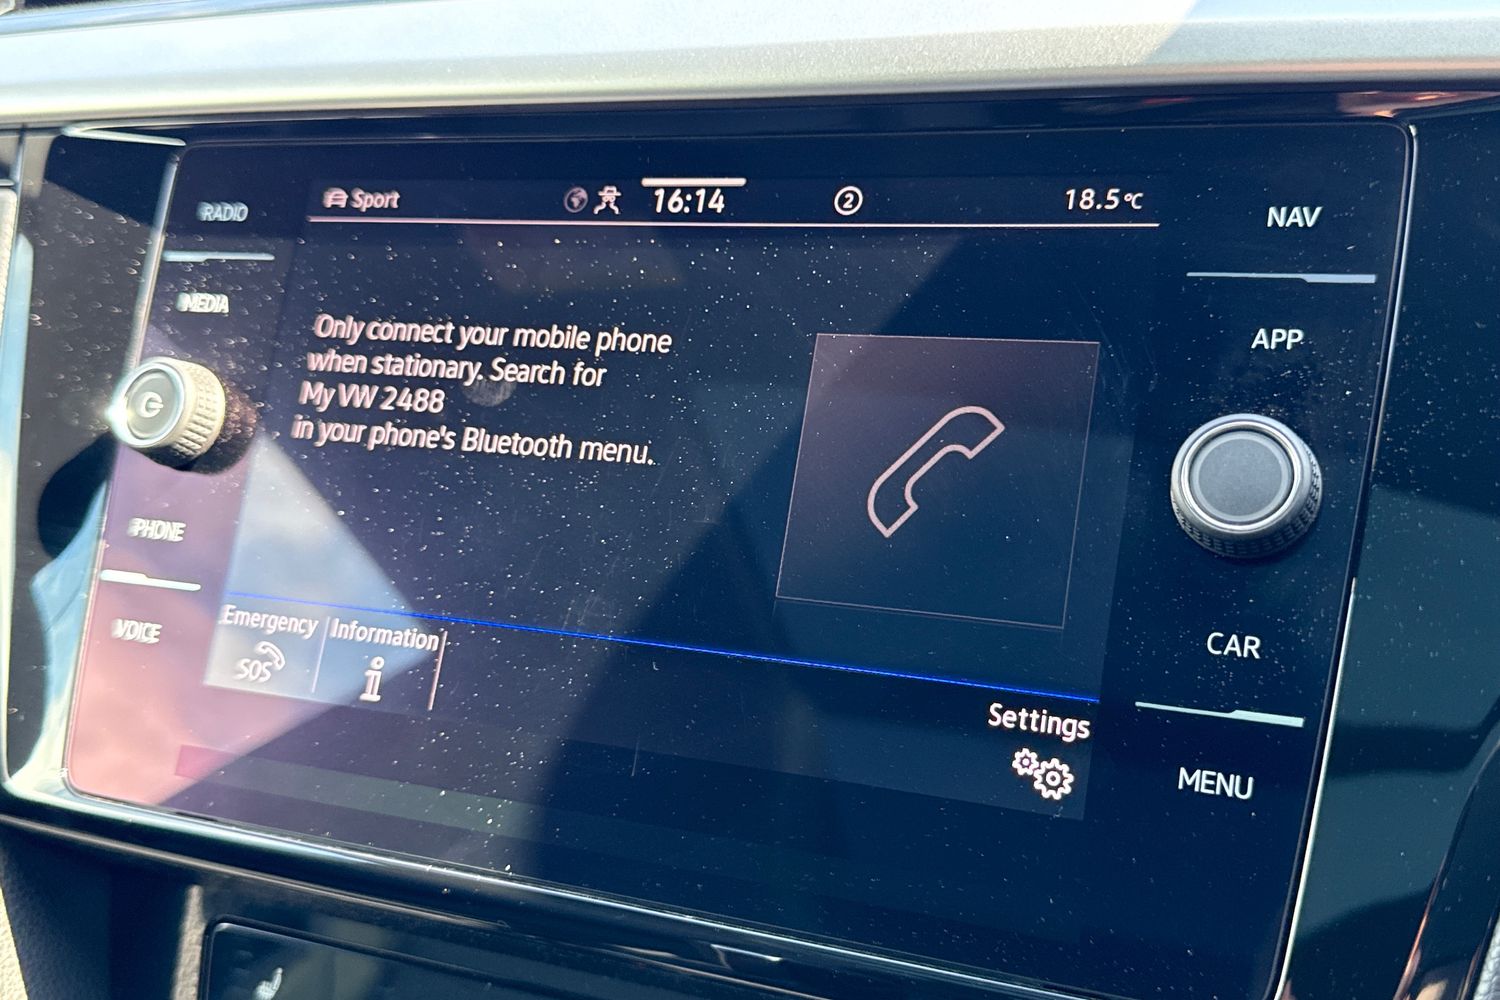 RADIO
Sport
16:14
2
18.5°C
NAV
MEDIA
Only connect your mobile phone
when stationary. Search for
My VW 2488
in your phone's Bluetooth menu.
APP
PHONE
VOICE
Emergency
SOS
Information
i
CAR
Settings
MENU